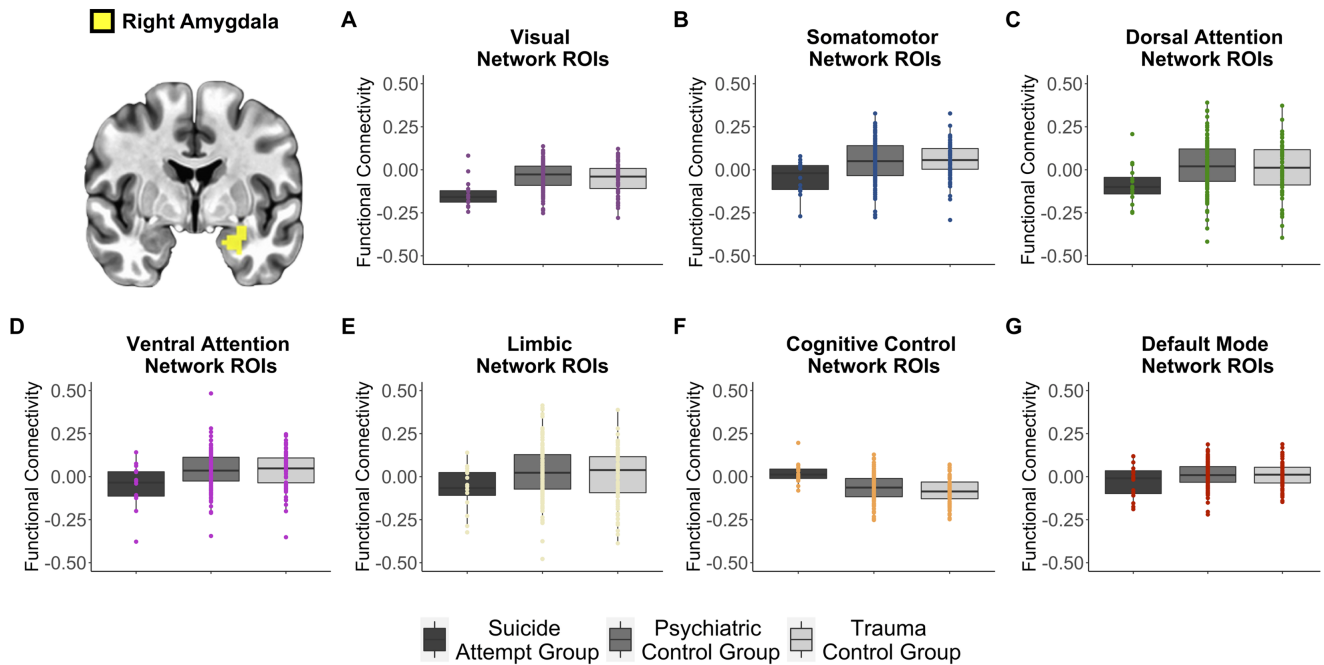 Right Amygdala
A
Visual
Network ROIs
Functional Connectivity
0.50
0.25
0.00
-0.25
-0.50
B
Somatomotor
Network ROIs
Functional Connectivity
0.50
0.25
0.00
-0.25
-0.50
C
Dorsal Attention
Network ROIs
Functional Connectivity
0.50
0.25
0.00
-0.25
-0.50
D
Ventral Attention
Network ROIs
Functional Connectivity
0.50
0.25
0.00
-0.25
-0.50
E
Limbic
Network ROIs
Functional Connectivity
0.50
0.25
0.00
-0.25
-0.50
F
Cognitive Control
Network ROIs
Functional Connectivity
0.50
0.25
0.00
-0.25
-0.50
G
Default Mode
Network ROIs
Functional Connectivity
0.50
0.25
0.00
-0.25
-0.50
Suicide
Attempt Group
Psychiatric
Control Group
Trauma
Control Group